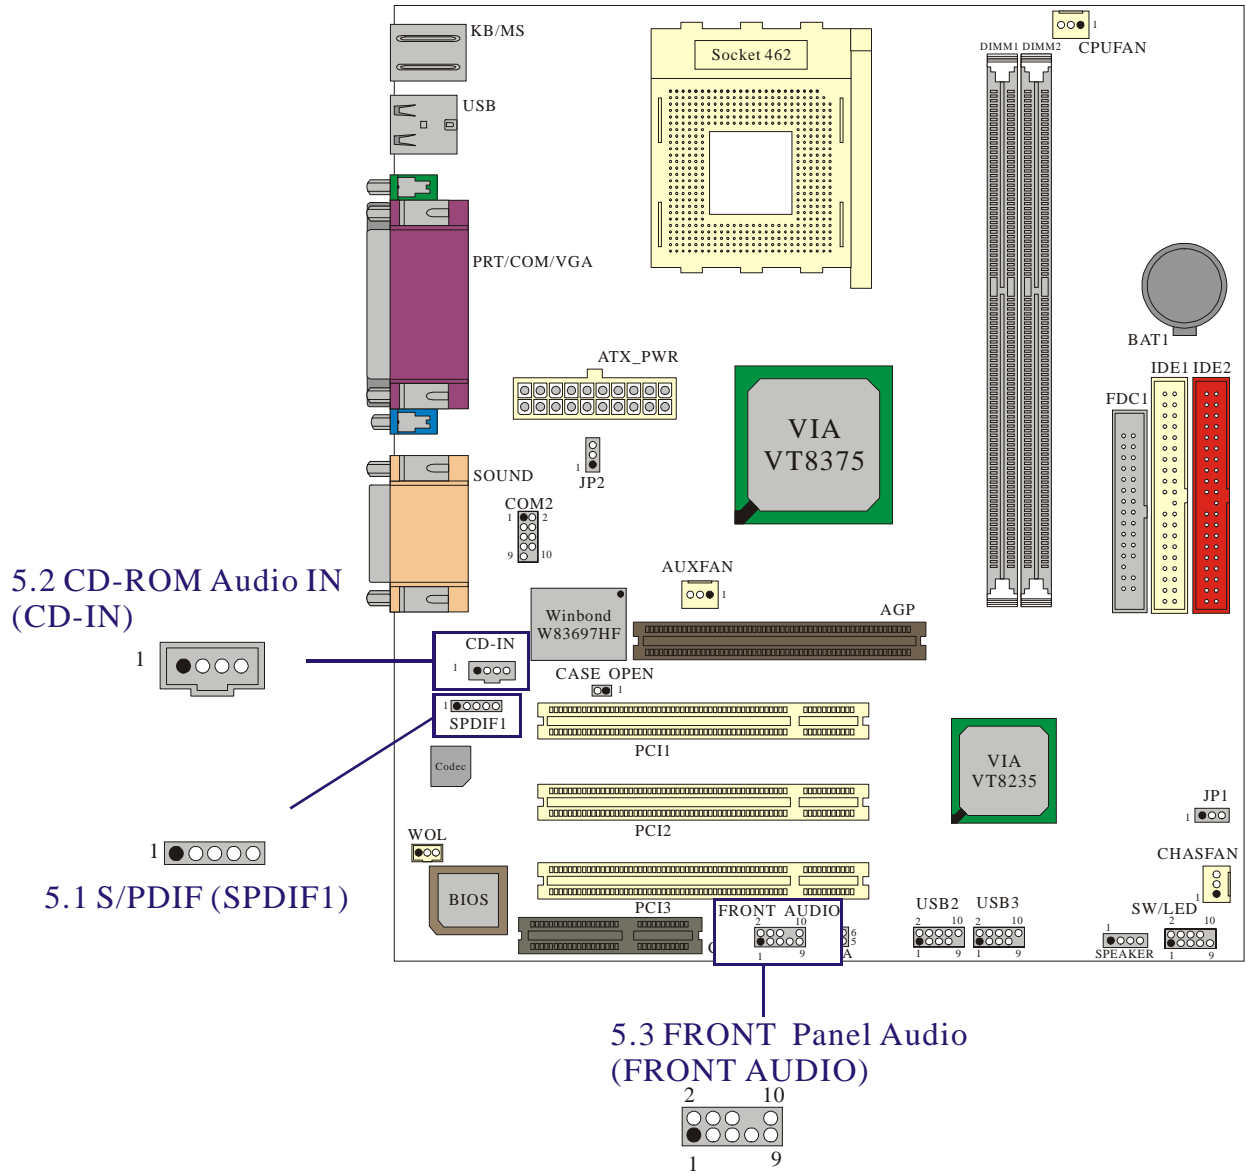 KB/MS
Socket 462
1
CPUFAN
DIMM1 DIMM2
USB
PRT/COM/VGA
BAT1
ATX_PWR
IDE1 IDE2
FDC1
VIA
VT8375
1
JP2
SOUND
COM2
1 2
9 10
5.2 CD-ROM Audio IN
(CD-IN)
1
AUXFAN
1
Winbond
W83697HF
AGP
CD-IN
1
CASE OPEN
1
1
SPDIF1
PCI1
Codec
VIA
VT8235
JP1
1
PCI2
WOL
1
5.1 S/PDIF (SPDIF1)
CHASFAN
1
BIOS
PCI3
FRONT AUDIO
2 10
1 9
6
5
A
USB2
2 10
1 9
USB3
2 10
1 9
1
SPEAKER
SW/LED
2 10
1 9
5.3 FRONT Panel Audio
(FRONT AUDIO)
2 10
1 9